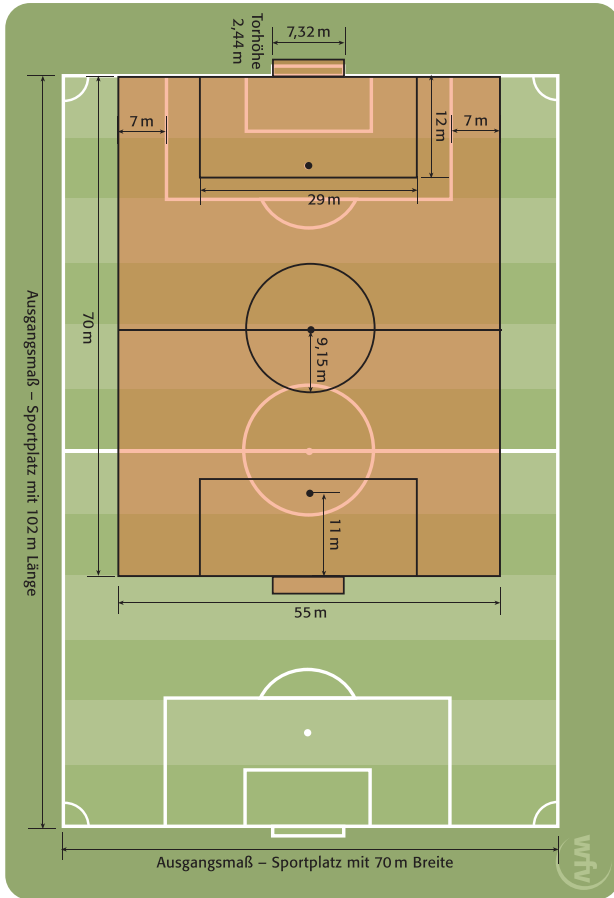 Torhöhe
2,44 m
7,32 m
7 m
12 m
7 m
29 m
70 m
9,15 m
11 m
55 m
Ausgangsmaß – Sportplatz mit 102 m Länge
Ausgangsmaß – Sportplatz mit 70 m Breite
wfv